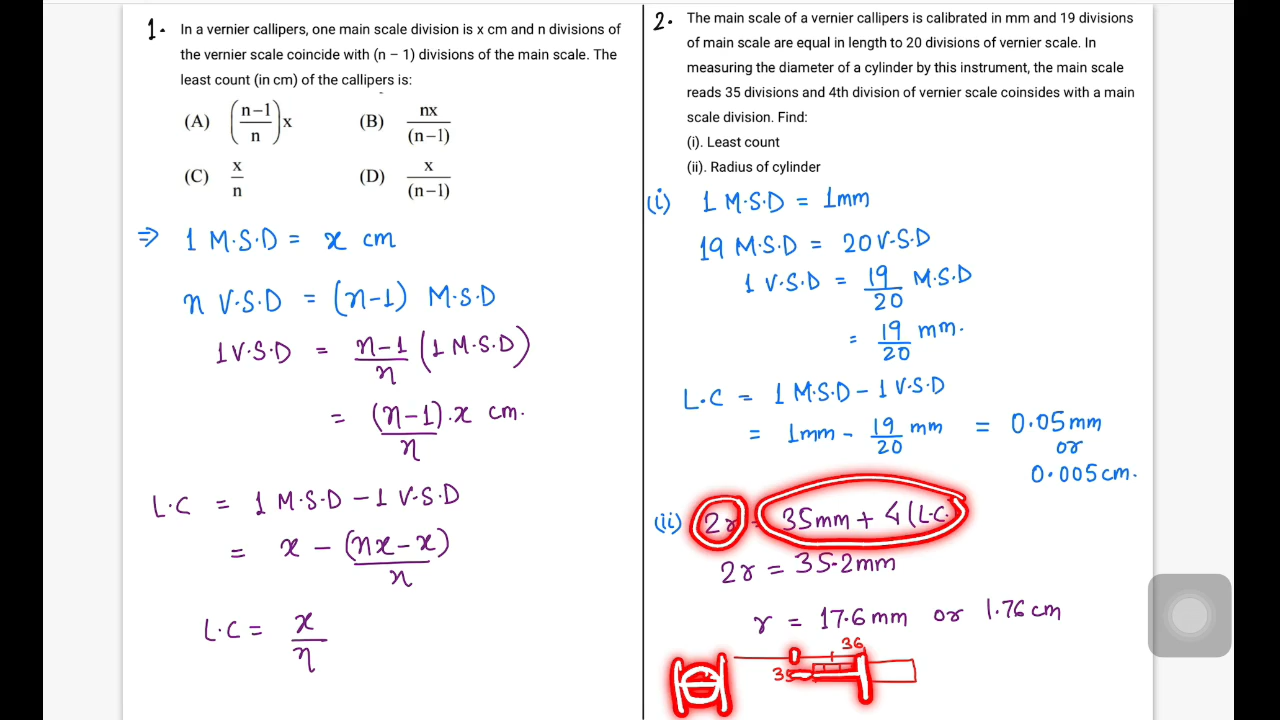 1. In a vernier callipers, one main scale division is x cm and n divisions of
the vernier scale coincide with (n − 1) divisions of the main scale. The
least count (in cm) of the callipers is:
(A) ((n−1)/n)x (B) nx/(n−1)
(C) x/n (D) x/(n−1)
⇒ 1 M.S.D = x cm
n V.S.D = (n−1) M.S.D
1 V.S.D = (n−1)/n (1 M.S.D)
= (n−1).x/n cm.
L.C = 1 M.S.D − 1 V.S.D
= x − (nx−x)/n
L.C = x/n
2. The main scale of a vernier callipers is calibrated in mm and 19 divisions
of main scale are equal in length to 20 divisions of vernier scale. In
measuring the diameter of a cylinder by this instrument, the main scale
reads 35 divisions and 4th division of vernier scale coinsides with a main
scale division. Find:
(i). Least count
(ii). Radius of cylinder
(i) 1 M.S.D = 1mm
19 M.S.D = 20 V.S.D
1 V.S.D = 19/20 M.S.D
= 19/20 mm.
L.C = 1 M.S.D − 1 V.S.D
= 1mm − 19/20 mm = 0.05mm
or
0.005cm.
(ii) 2r = 35mm + 4(L.C)
2r = 35.2mm
r = 17.6mm or 1.76cm
36
0
35